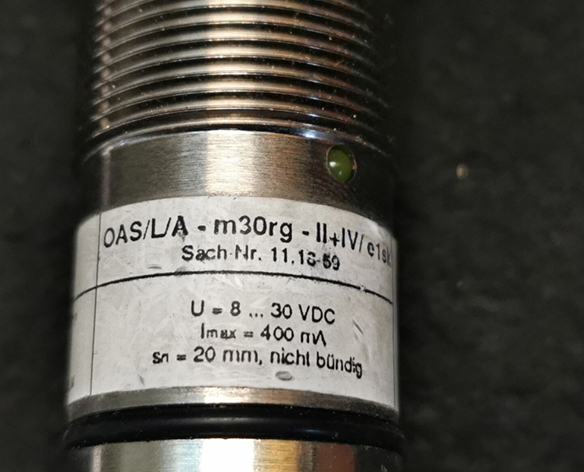 OAS/L/A - m30rg - II+IV/ e1sk
Sach-Nr. 11.16-59
U = 8 ... 30 VDC
Imax = 400 mA
sn = 20 mm, nicht bündig